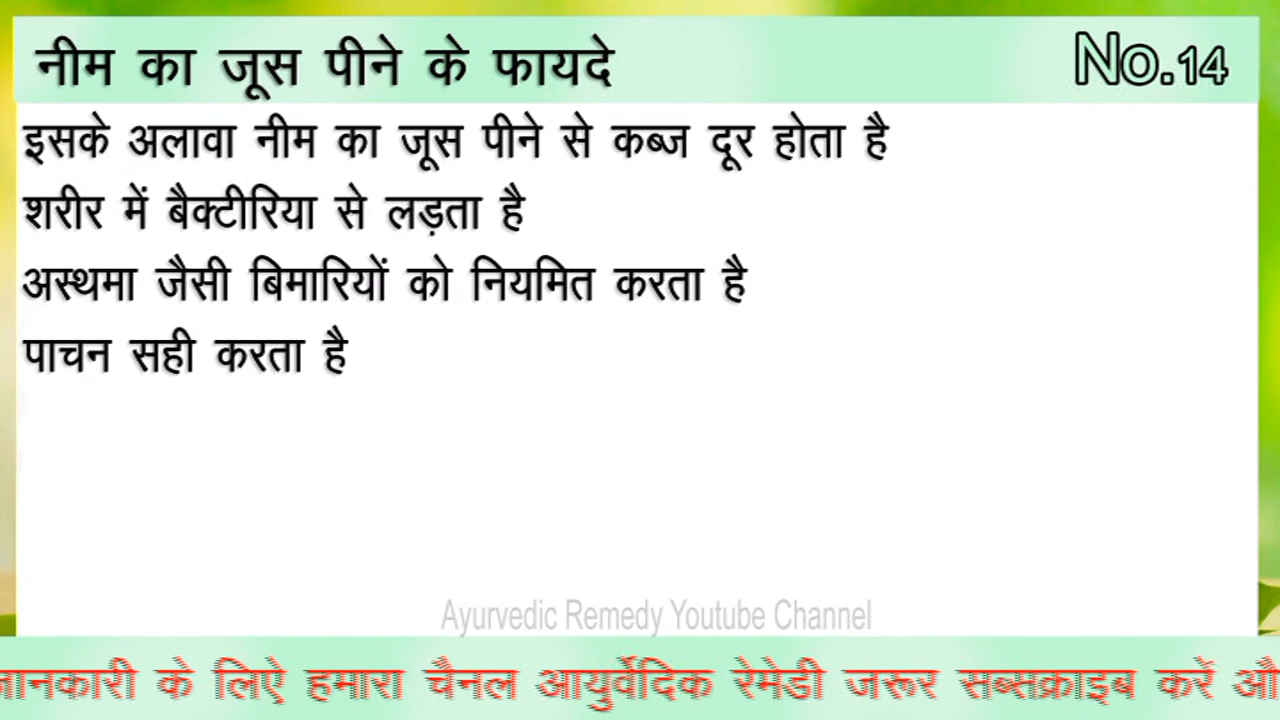 नीम का जूस पीने के फायदे
No.14
इसके अलावा नीम का जूस पीने से कब्ज दूर होता है
शरीर में बैक्टीरिया से लड़ता है
अस्थमा जैसी बिमारियों को नियमित करता है
पाचन सही करता है
Ayurvedic Remedy Youtube Channel
के लिऐ हमारा चैनल आयुर्वेदिक रेमेडी जरूर सब्सक्राइब करें